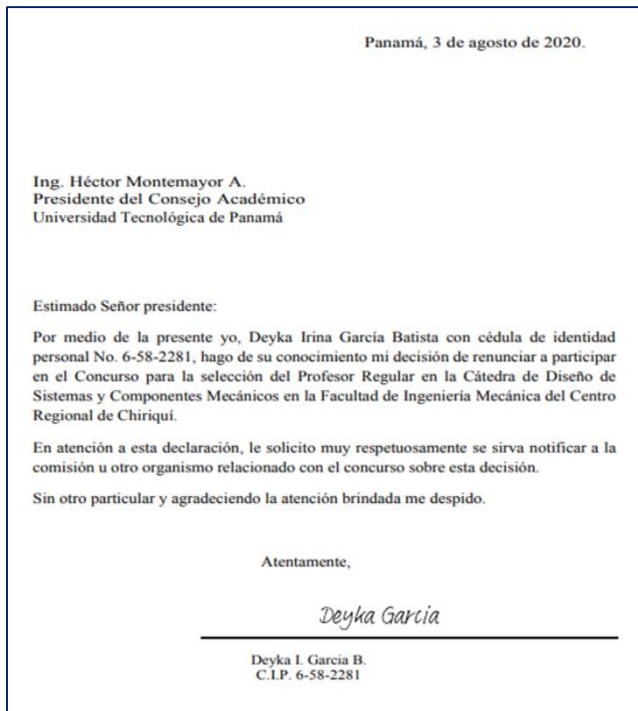 Panamá, 3 de agosto de 2020.
Ing. Héctor Montemayor A.
Presidente del Consejo Académico
Universidad Tecnológica de Panamá
Estimado Señor presidente:
Por medio de la presente yo, Deyka Irina García Batista con cédula de identidad
personal No. 6-58-2281, hago de su conocimiento mi decisión de renunciar a participar
en el Concurso para la selección del Profesor Regular en la Cátedra de Diseño de
Sistemas y Componentes Mecánicos en la Facultad de Ingeniería Mecánica del Centro
Regional de Chiriquí.
En atención a esta declaración, le solicito muy respetuosamente se sirva notificar a la
comisión u otro organismo relacionado con el concurso sobre esta decisión.
Sin otro particular y agradeciendo la atención brindada me despido.
Atentamente,
Deyka Garcia
Deyka I. Garcia B.
C.I.P. 6-58-2281